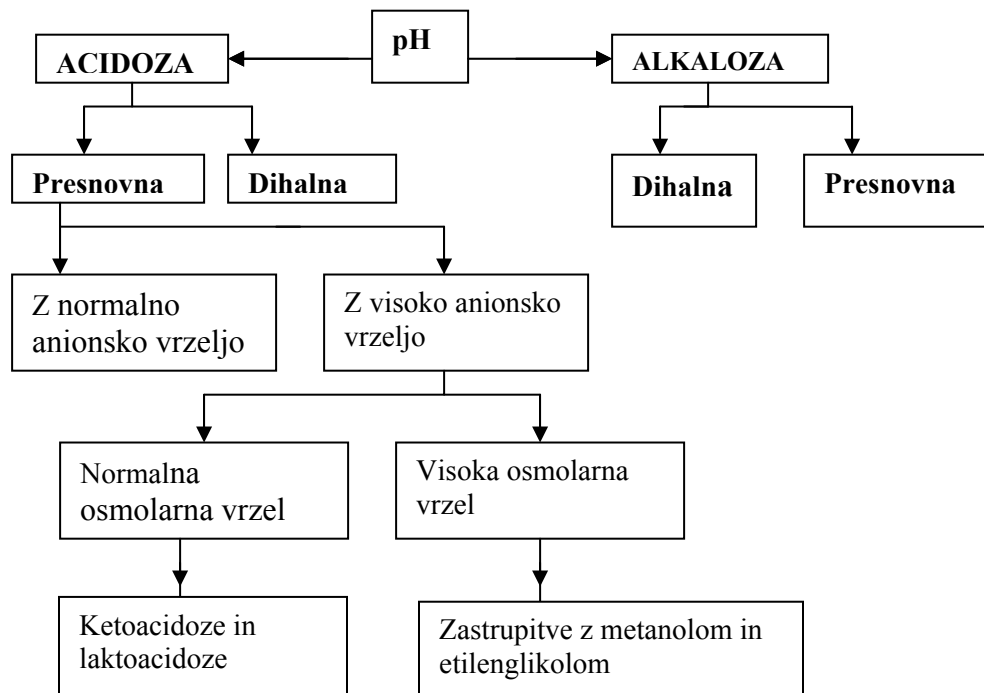 pH
ACIDOZA
ALKALOZA
Presnovna
Dihalna
Dihalna
Presnovna
Z normalno
anionsko vrzeljo
Z visoko anionsko
vrzeljo
Normalna
osmolarna vrzel
Visoka osmolarna
vrzel
Ketoacidoze in
laktoacidoze
Zastrupitve z metanolom in
etilenglikolom